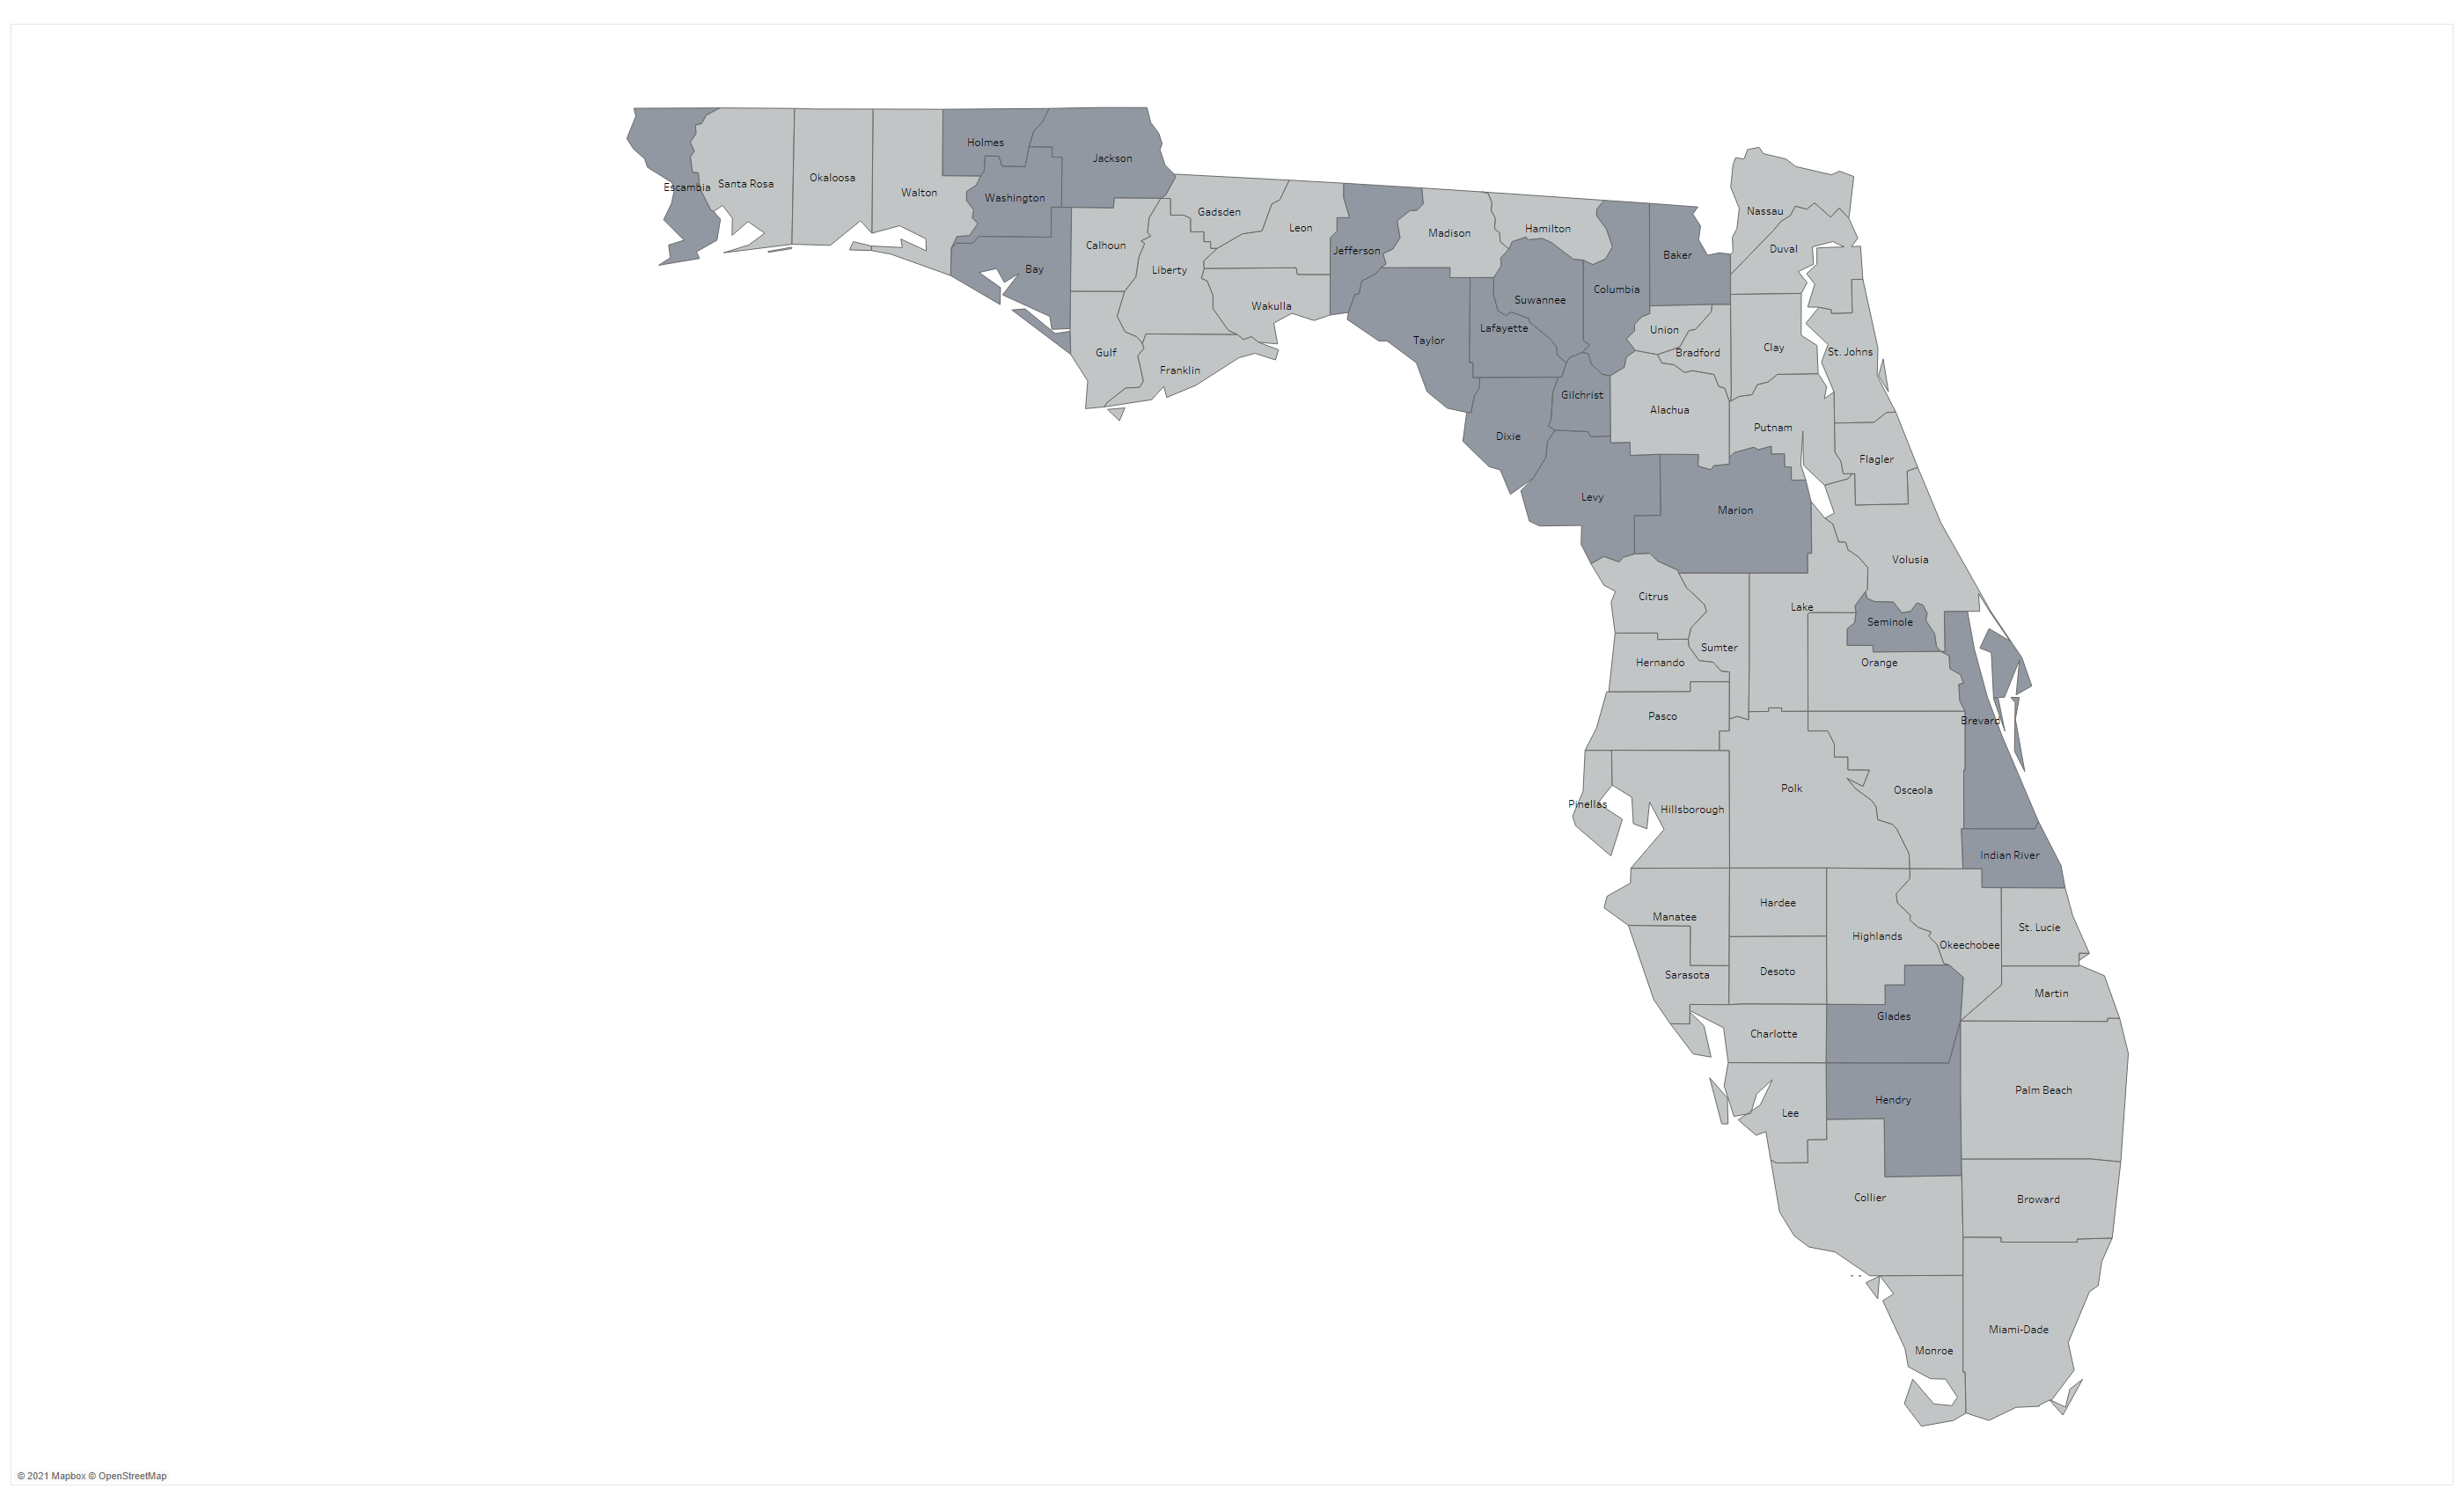 Holmes
Jackson
Escambia
Santa Rosa
Okaloosa
Walton
Washington
Gadsden
Leon
Calhoun
Bay
Liberty
Jefferson
Madison
Hamilton
Nassau
Duval
Baker
Wakulla
Suwannee
Columbia
Lafayette
Taylor
Union
Bradford
Clay
St. Johns
Gulf
Franklin
Gilchrist
Alachua
Putnam
Dixie
Flagler
Levy
Marion
Volusia
Citrus
Lake
Seminole
Sumter
Hernando
Orange
Pasco
Brevard
Polk
Osceola
Pinellas
Hillsborough
Indian River
Hardee
Manatee
St. Lucie
Highlands
Okeechobee
Sarasota
Desoto
Martin
Glades
Charlotte
Palm Beach
Hendry
Lee
Collier
Broward
Miami-Dade
Monroe
© 2021 Mapbox © OpenStreetMap